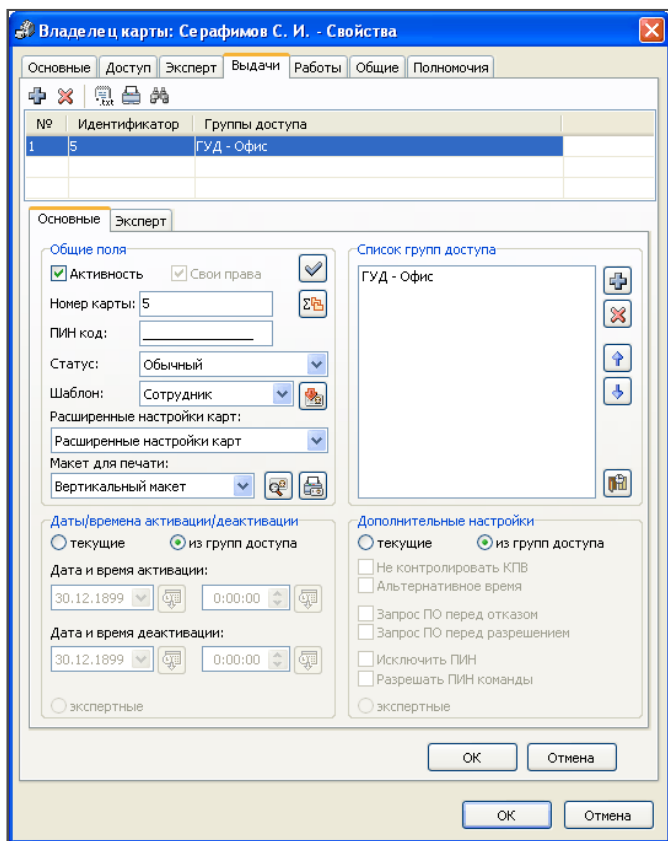 Владелец карты: Серафимов С. И. - Свойства
Основные Доступ Эксперт Выдачи Работы Общие Полномочия
.txt
№ Идентификатор Группы доступа
1 5 ГУД - Офис
Основные Эксперт
Общие поля
Активность Свои права
Номер карты: 5
ПИН код:
Статус: Обычный
Шаблон: Сотрудник
Расширенные настройки карт:
Расширенные настройки карт
Макет для печати:
Вертикальный макет
Список групп доступа
ГУД - Офис
Даты/времена активации/деактивации
текущие из групп доступа
Дата и время активации:
30.12.1899 0:00:00
Дата и время деактивации:
30.12.1899 0:00:00
экспертные
Дополнительные настройки
текущие из групп доступа
Не контролировать КПВ
Альтернативное время
Запрос ПО перед отказом
Запрос ПО перед разрешением
Исключить ПИН
Разрешать ПИН команды
экспертные
ОК Отмена
ОК Отмена